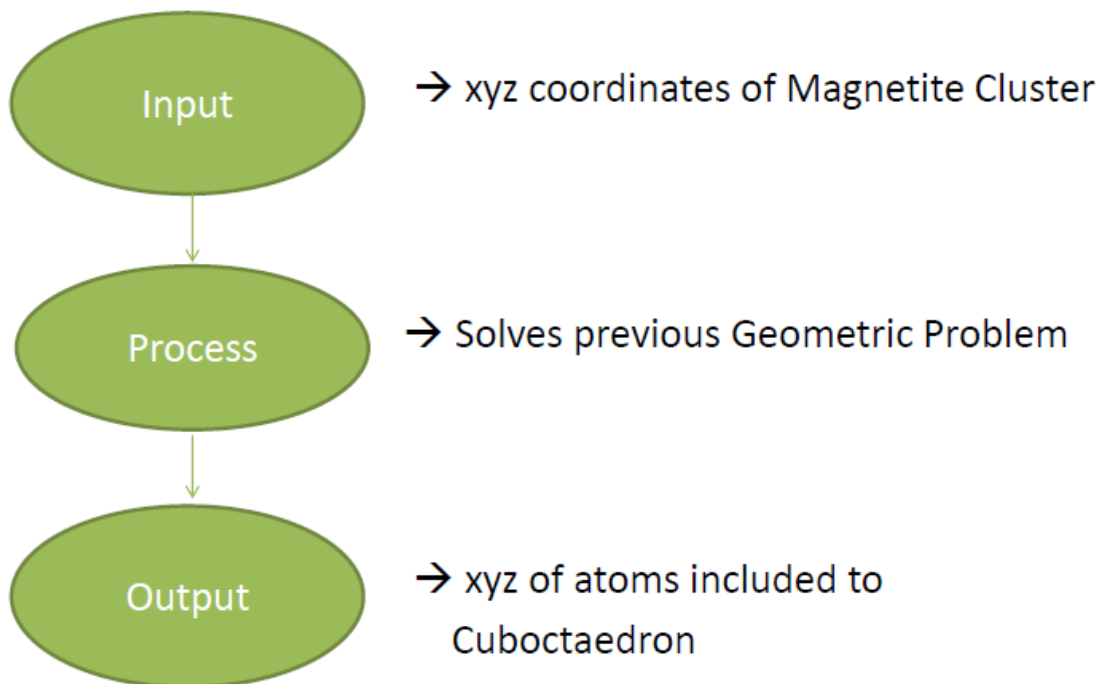 Input → xyz coordinates of Magnetite Cluster
Process → Solves previous Geometric Problem
Output → xyz of atoms included to
Cuboctaedron